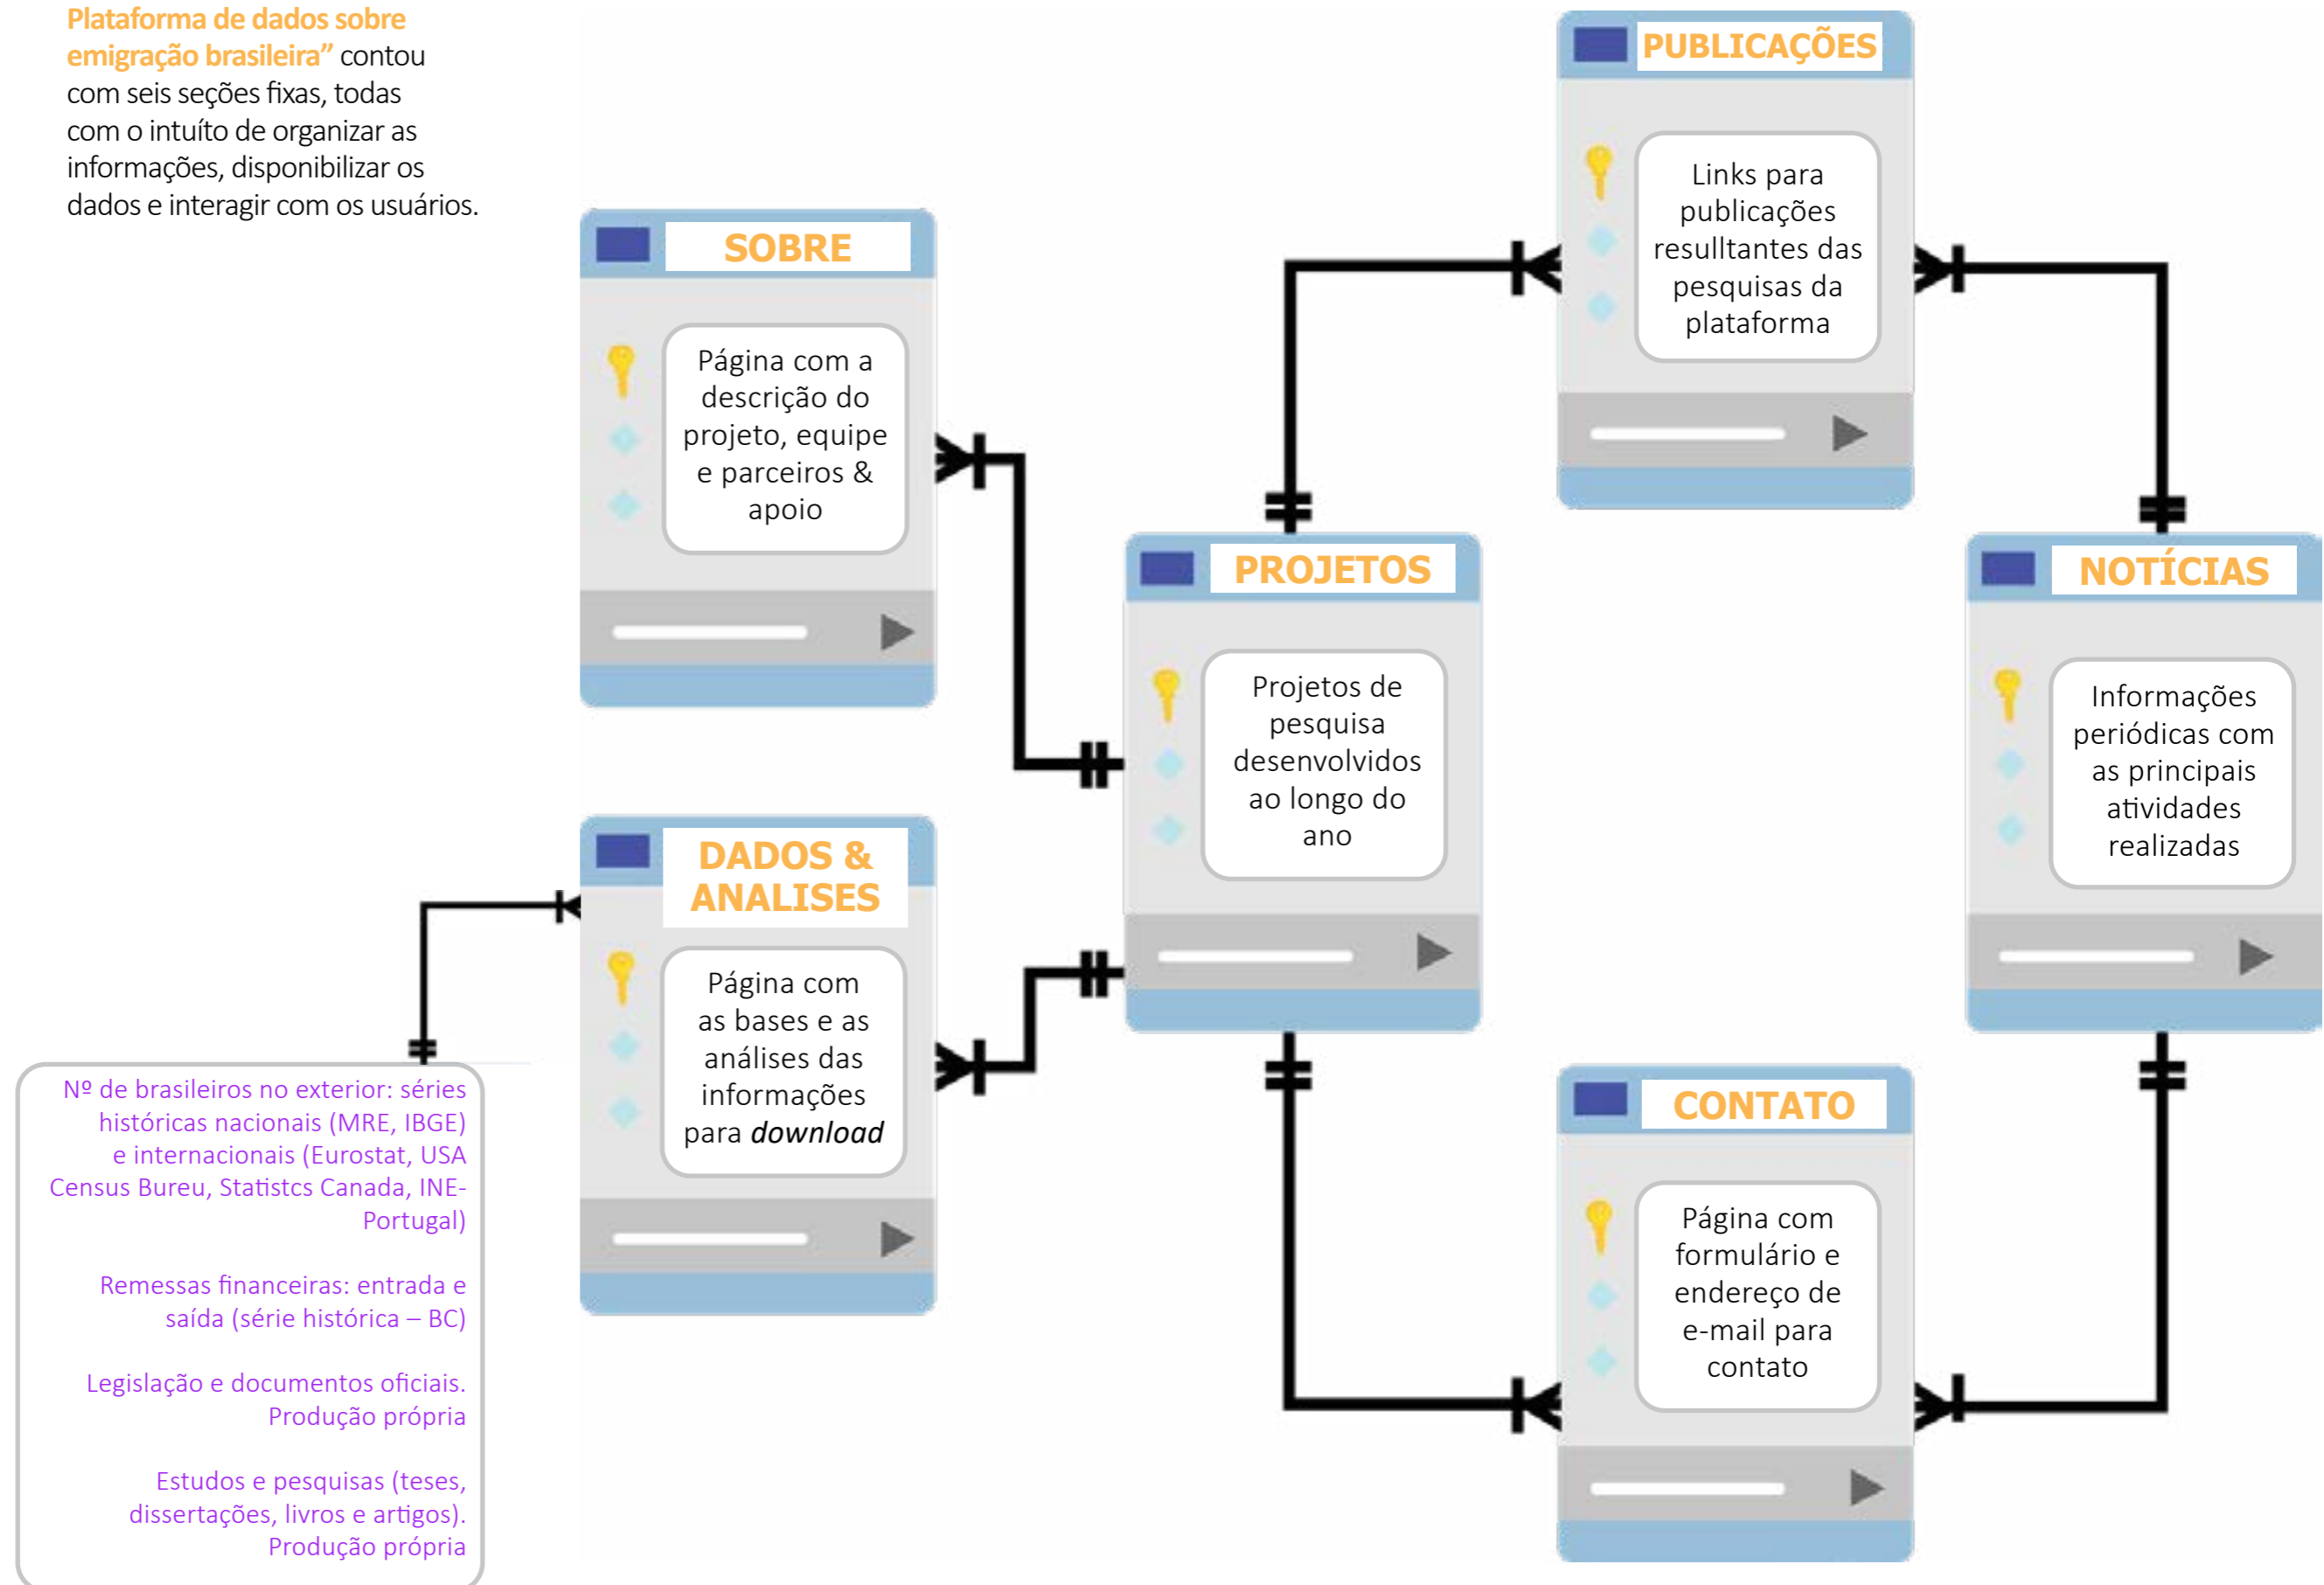 Plataforma de dados sobre
emigração brasileira” contou
com seis seções fixas, todas
com o intuíto de organizar as
informações, disponibilizar os
dados e interagir com os usuários.
SOBRE
Página com a
descrição do
projeto, equipe
e parceiros &
apoio
DADOS &
ANALISES
Página com
as bases e as
análises das
informações
para download
Nº de brasileiros no exterior: séries
históricas nacionais (MRE, IBGE)
e internacionais (Eurostat, USA
Census Bureu, Statistcs Canada, INE-
Portugal)
Remessas financeiras: entrada e
saída (série histórica – BC)
Legislação e documentos oficiais.
Produção própria
Estudos e pesquisas (teses,
dissertações, livros e artigos).
Produção própria
PROJETOS
Projetos de
pesquisa
desenvolvidos
ao longo do
ano
PUBLICAÇÕES
Links para
publicações
resulltantes das
pesquisas da
plataforma
NOTÍCIAS
Informações
periódicas com
as principais
atividades
realizadas
CONTATO
Página com
formulário e
endereço de
e-mail para
contato